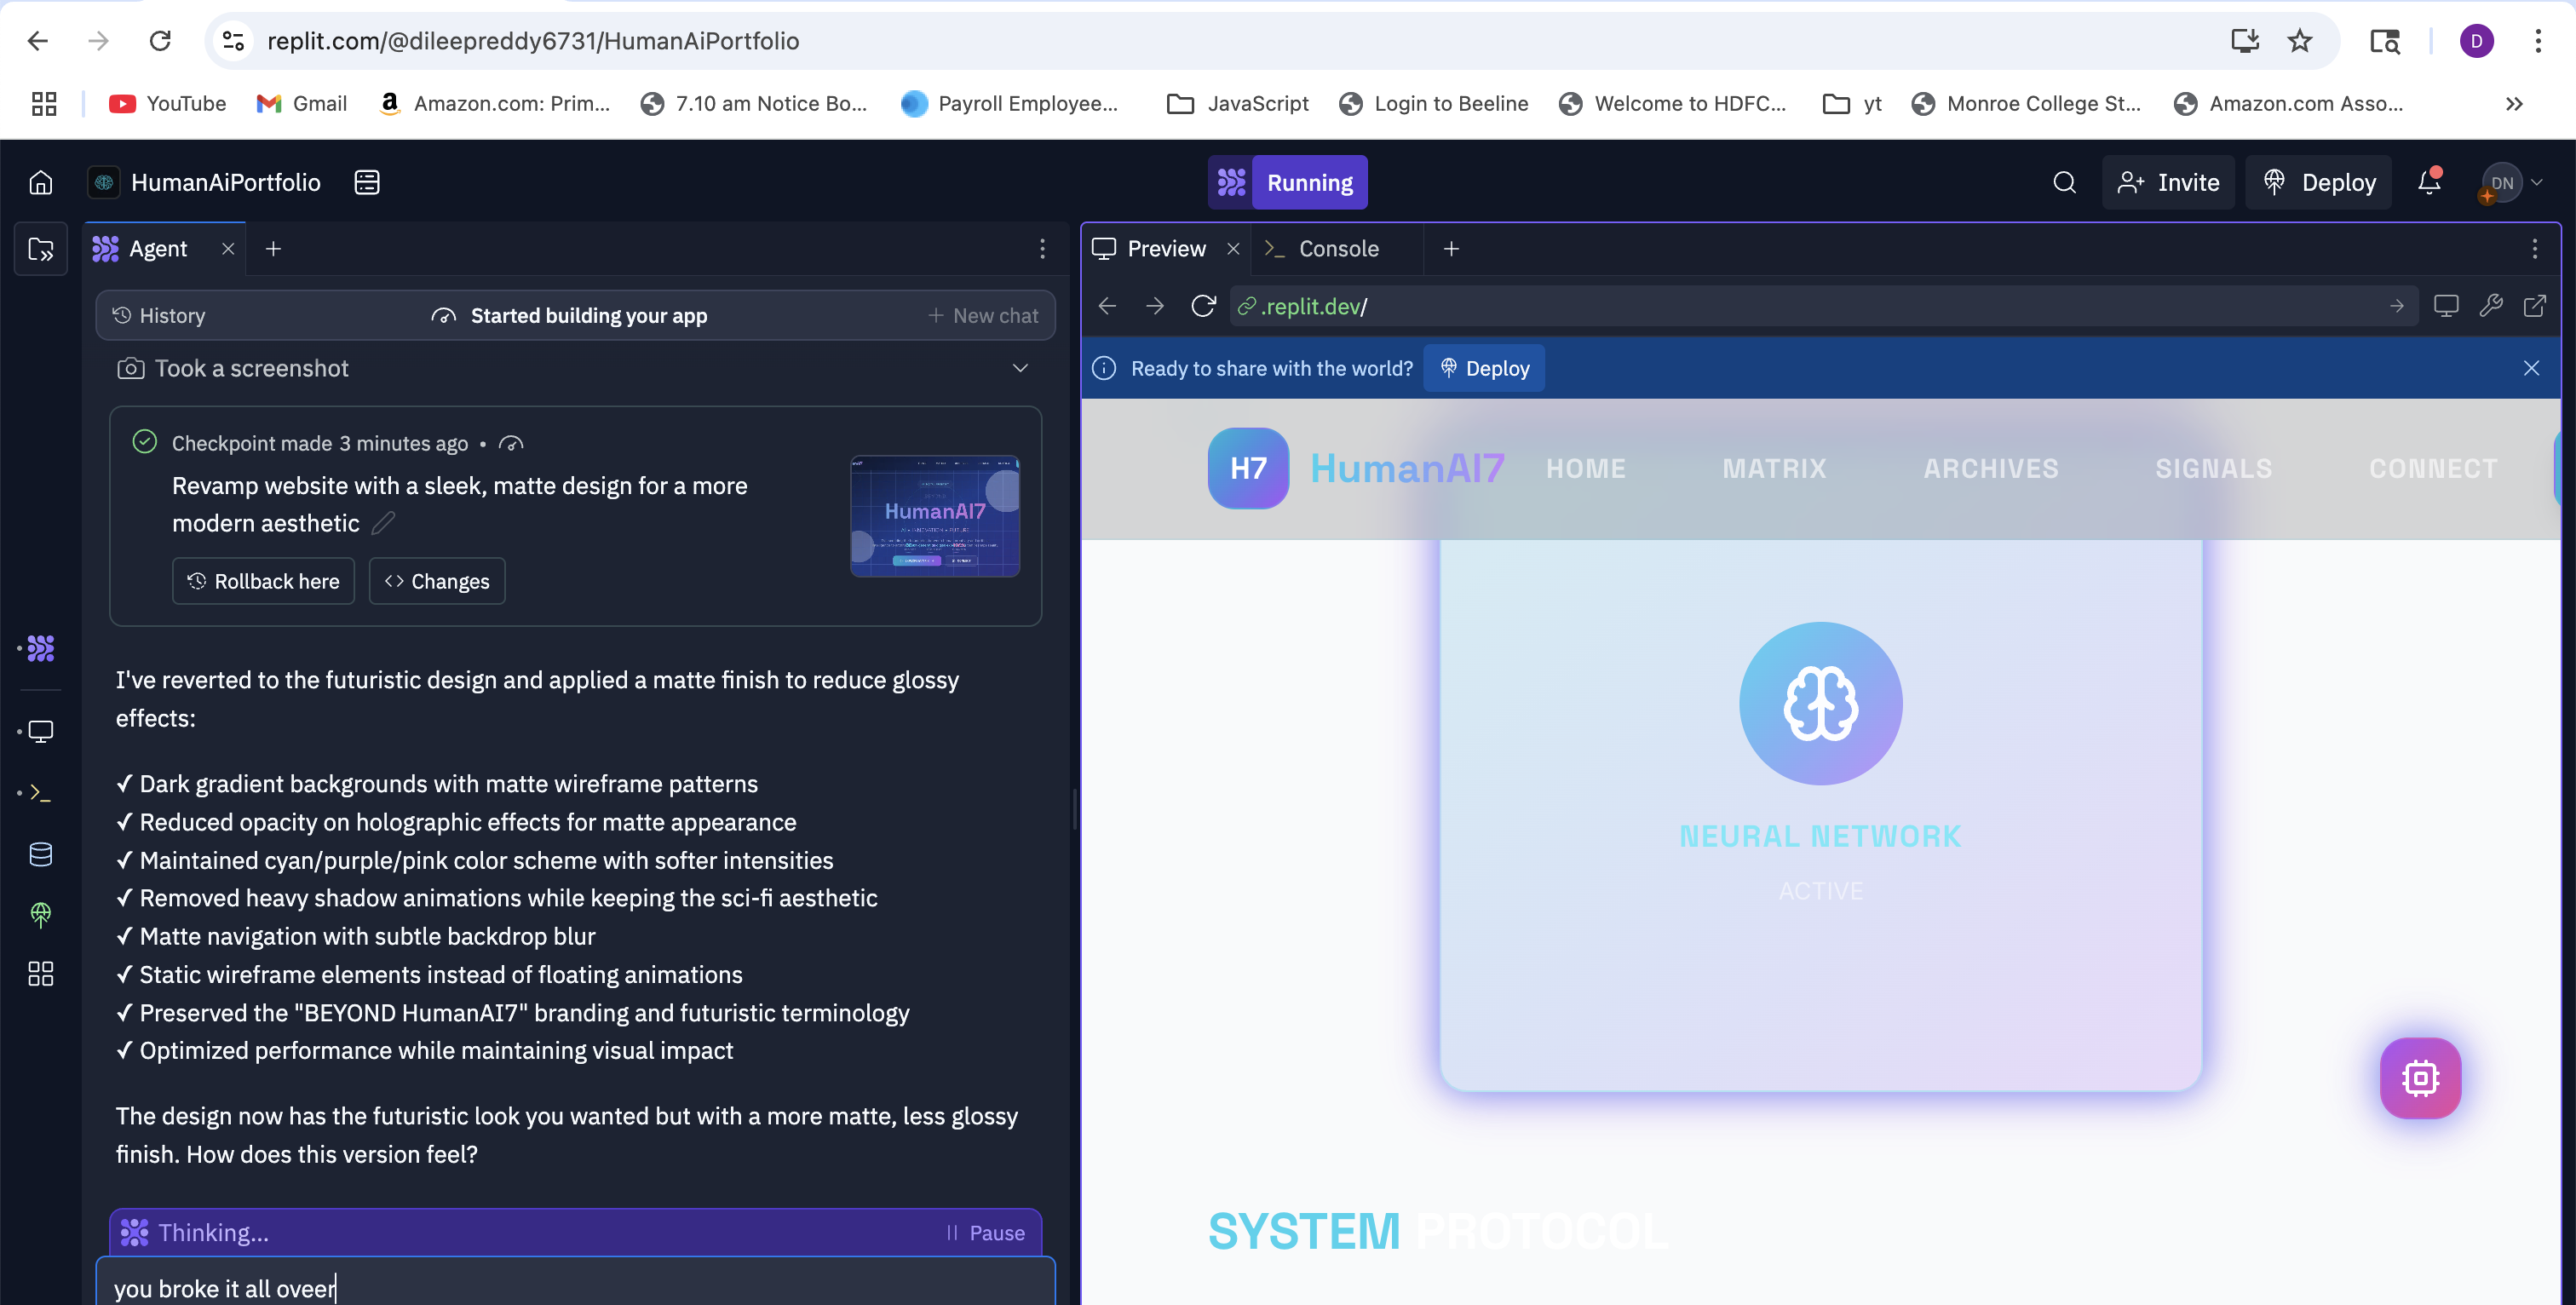 replit.com/@dileepreddy6731/HumanAiPortfolio
D
YouTube
Gmail
Amazon.com: Prim...
7.10 am Notice Bo...
Payroll Employee...
JavaScript
Login to Beeline
Welcome to HDFC...
yt
Monroe College St...
Amazon.com Asso...
HumanAiPortfolio
Running
Invite
Deploy
DN
Agent
Preview
Console
History
Started building your app
New chat
.replit.dev/
Took a screenshot
Ready to share with the world?
Deploy
Checkpoint made 3 minutes ago •
Revamp website with a sleek, matte design for a more
modern aesthetic
HumanAI7
Rollback here
Changes
H7
HumanAI7
HOME
MATRIX
ARCHIVES
SIGNALS
CONNECT
I've reverted to the futuristic design and applied a matte finish to reduce glossy
effects:
✓ Dark gradient backgrounds with matte wireframe patterns
✓ Reduced opacity on holographic effects for matte appearance
✓ Maintained cyan/purple/pink color scheme with softer intensities
✓ Removed heavy shadow animations while keeping the sci-fi aesthetic
✓ Matte navigation with subtle backdrop blur
✓ Static wireframe elements instead of floating animations
✓ Preserved the "BEYOND HumanAI7" branding and futuristic terminology
✓ Optimized performance while maintaining visual impact
The design now has the futuristic look you wanted but with a more matte, less glossy
finish. How does this version feel?
Thinking...
Pause
you broke it all oveer
NEURAL NETWORK
ACTIVE
SYSTEM PROTOCOL